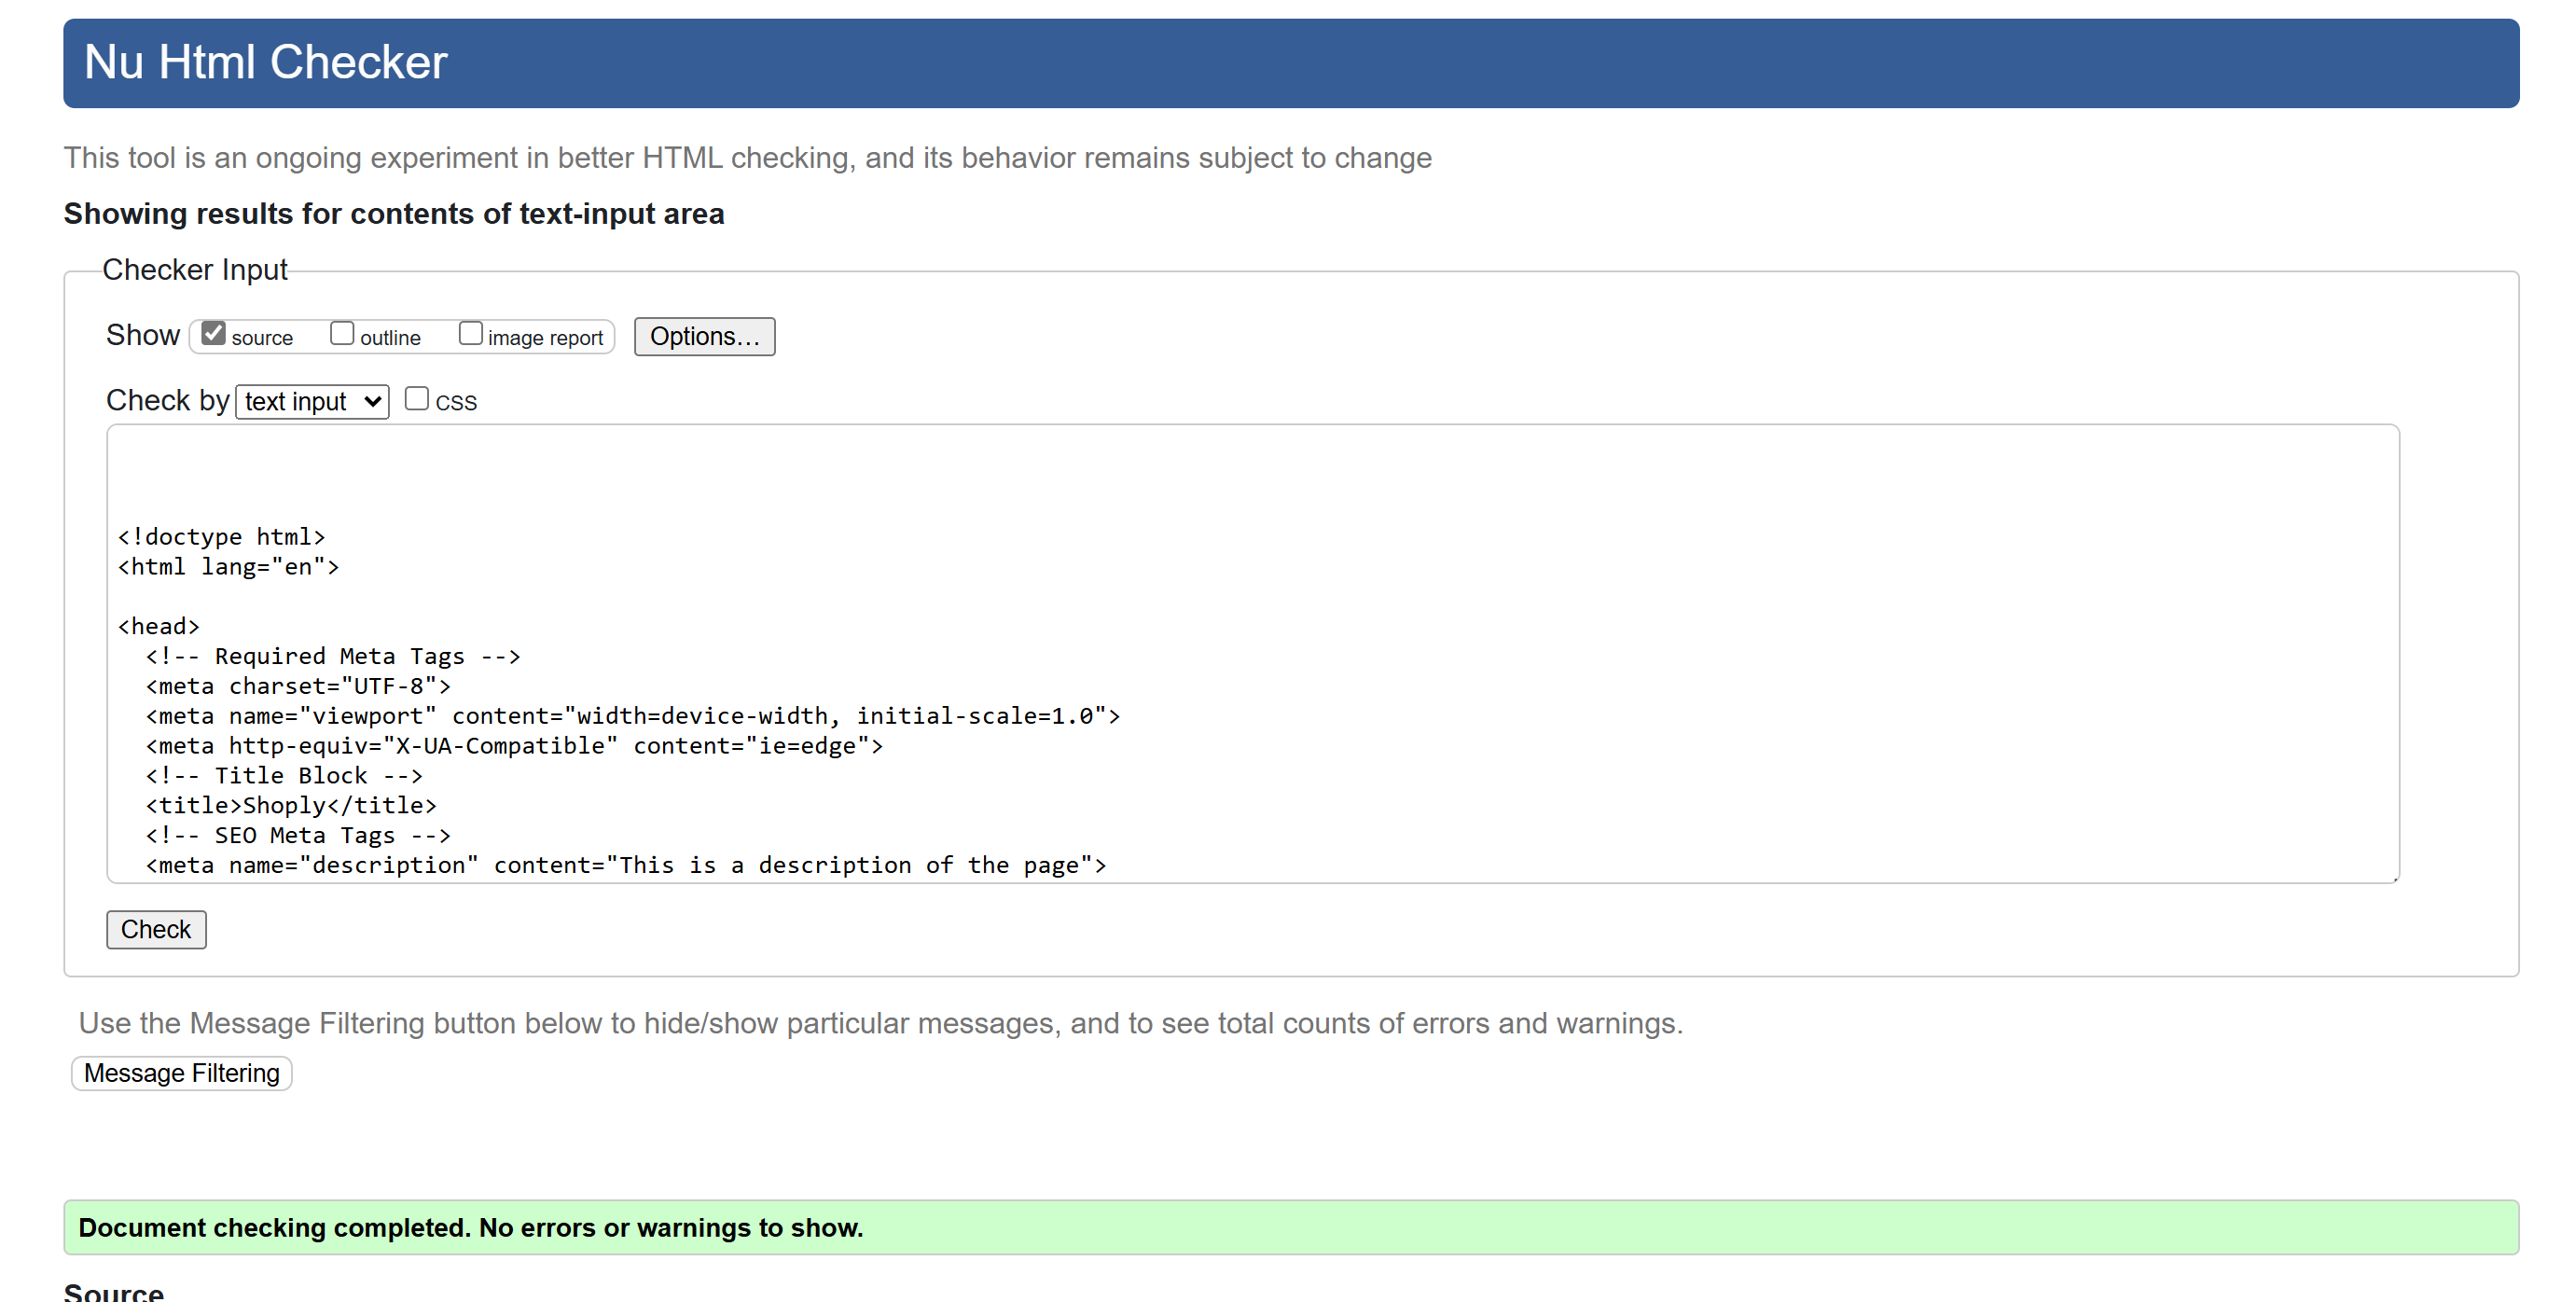 Nu Html Checker
This tool is an ongoing experiment in better HTML checking, and its behavior remains subject to change
Showing results for contents of text-input area
Checker Input
Show source outline image report Options...
Check by text input CSS
<!doctype html>
<html lang="en">
<head>
<!-- Required Meta Tags -->
<meta charset="UTF-8">
<meta name="viewport" content="width=device-width, initial-scale=1.0">
<meta http-equiv="X-UA-Compatible" content="ie=edge">
<!-- Title Block -->
<title>Shoply</title>
<!-- SEO Meta Tags -->
<meta name="description" content="This is a description of the page">
Check
Use the Message Filtering button below to hide/show particular messages, and to see total counts of errors and warnings.
Message Filtering
Document checking completed. No errors or warnings to show.
Source